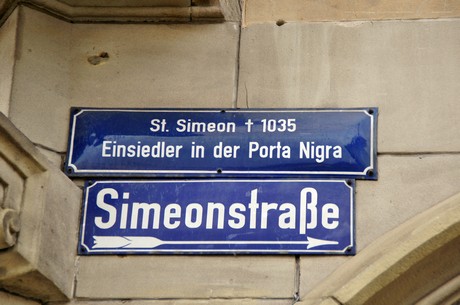 St. Simeon † 1035
Einsiedler in der Porta Nigra
Simeonstraße